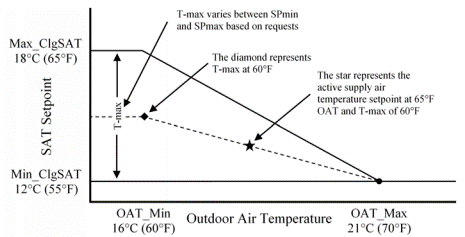 T-max varies between SPmin
and SPmax based on requests
Max_ClgSAT
18°C (65°F)
The diamond represents
T-max at 60°F
The star represents the
active supply air
temperature setpoint at 65°F
OAT and T-max of 60°F
SAT Setpoint
T-max
Min_ClgSAT
12°C (55°F)
OAT_Min
16°C (60°F)
Outdoor Air Temperature
OAT_Max
21°C (70°F)